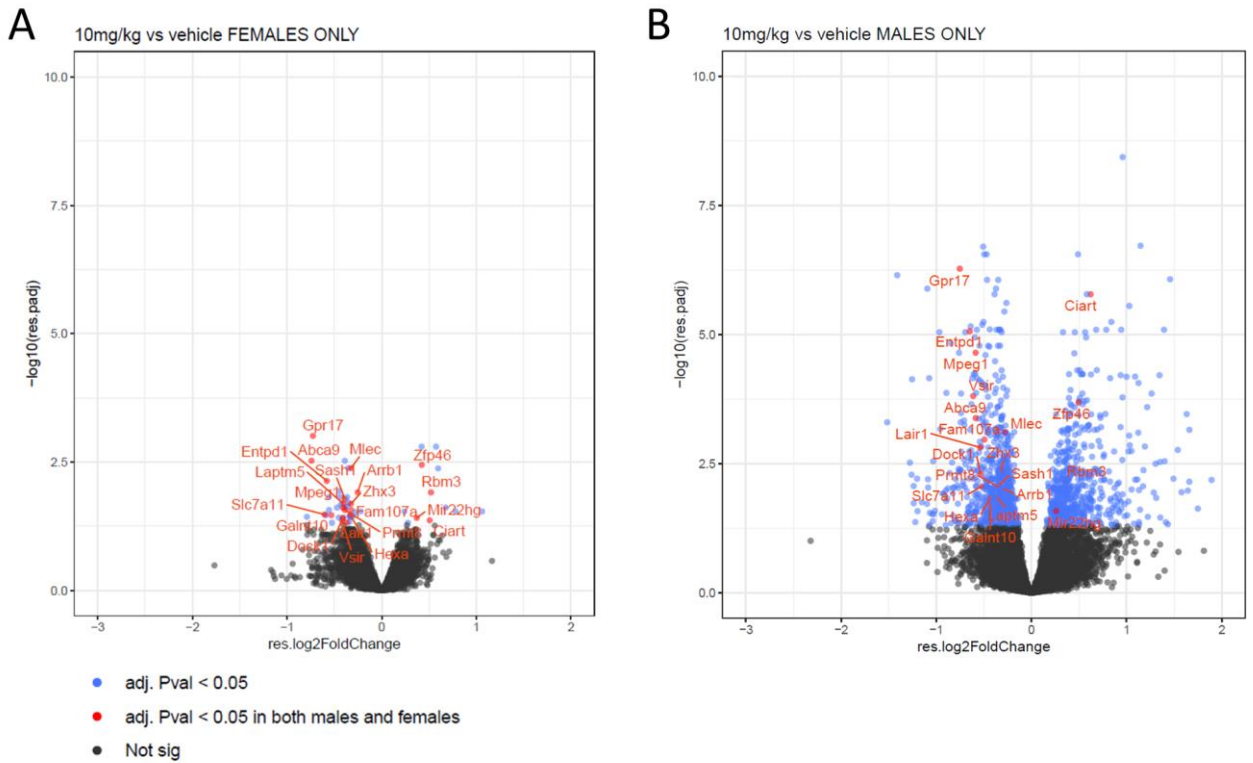 A
10mg/kg vs vehicle FEMALES ONLY
10.0
7.5
5.0
2.5
0.0
−log10(res.padj)
Gpr17
Entpd1
Abca9
Mlec
Zfp46
Laptm5
Sash1
Arrb1
Rbm3
Mpeg1
Zhx3
Slc7a11
Fam107a
Mir22hg
Galnt10
Lair1
Prmt8
Ciart
Dock1
Vsir
Hexa
−3
−2
−1
0
1
2
res.log2FoldChange
B
10mg/kg vs vehicle MALES ONLY
10.0
7.5
5.0
2.5
0.0
−log10(res.padj)
Gpr17
Ciart
Entpd1
Mpeg1
Vsir
Abca9
Zfp46
Fam107a
Mlec
Lair1
Dock1
Zhx3
Prmt8
Sash1
Rbm3
Slc7a11
Arrb1
Hexa
Laptm5
Mir22hg
Galnt10
−3
−2
−1
0
1
2
res.log2FoldChange
adj. Pval < 0.05
adj. Pval < 0.05 in both males and females
Not sig